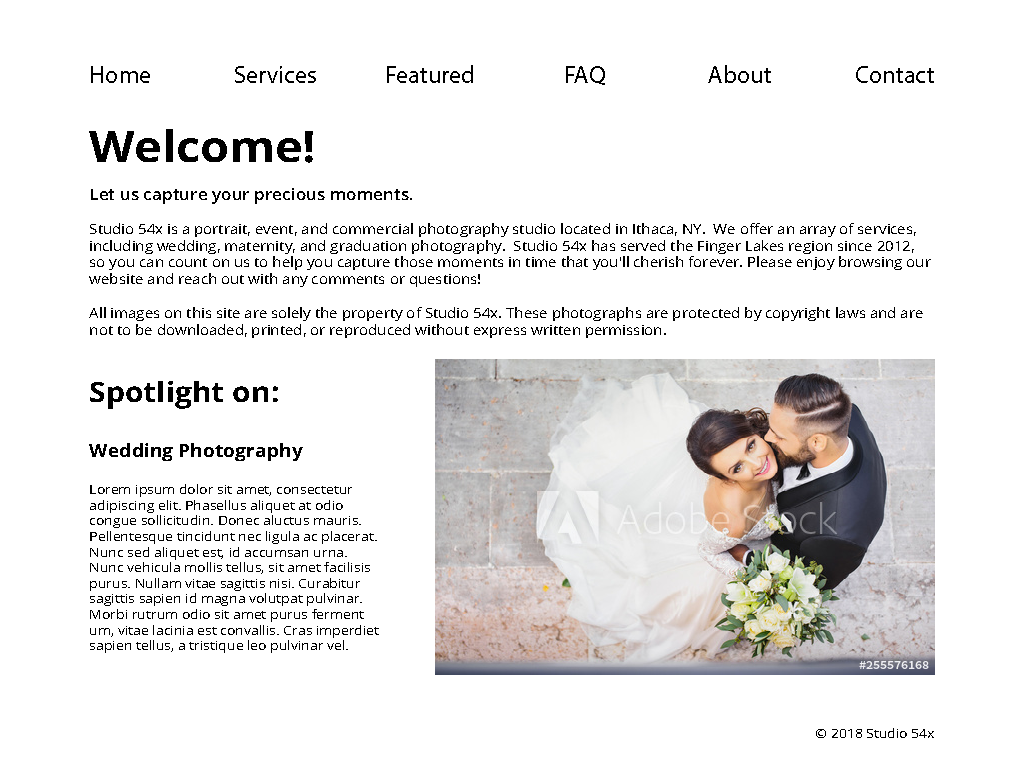 Home Services Featured FAQ About Contact
Welcome!
Let us capture your precious moments.
Studio 54x is a portrait, event, and commercial photography studio located in Ithaca, NY.  We offer an array of services,
including wedding, maternity, and graduation photography.  Studio 54x has served the Finger Lakes region since 2012,
so you can count on us to help you capture those moments in time that you'll cherish forever. Please enjoy browsing our
website and reach out with any comments or questions!
All images on this site are solely the property of Studio 54x. These photographs are protected by copyright laws and are
not to be downloaded, printed, or reproduced without express written permission.
Spotlight on:
Wedding Photography
Lorem ipsum dolor sit amet, consectetur
adipiscing elit. Phasellus aliquet at odio
congue sollicitudin. Donec aluctus mauris.
Pellentesque tincidunt nec ligula ac placerat.
Nunc sed aliquet est, id accumsan urna.
Nunc vehicula mollis tellus, sit amet facilisis
purus. Nullam vitae sagittis nisi. Curabitur
sagittis sapien id magna volutpat pulvinar.
Morbi rutrum odio sit amet purus ferment
um, vitae lacinia est convallis. Cras imperdiet
sapien tellus, a tristique leo pulvinar vel.
Adobe Stock
#255576168
© 2018 Studio 54x